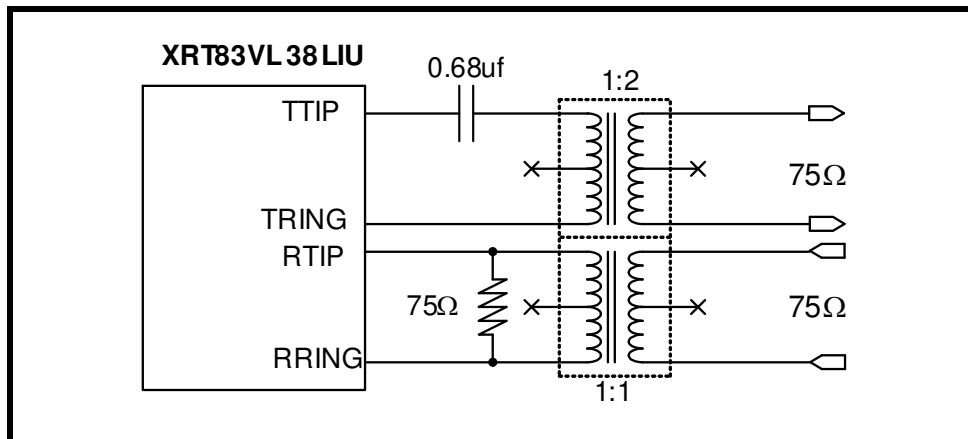 XRT83VL38 LIU
0.68uf
1:2
TTIP
75Ω
TRING
RTIP
75Ω
75Ω
RRING
1:1